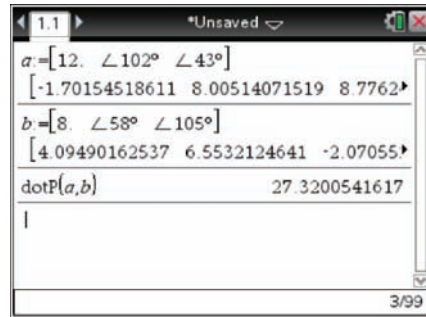 1.1 *Unsaved
a:=[12. ∠102° ∠43°]
[-1.70154518611 8.00514071519 8.7762▸
b:=[8. ∠58° ∠105°]
[4.09490162537 6.5532124641 -2.07055▸
dotP(a,b) 27.3200541617
3/99